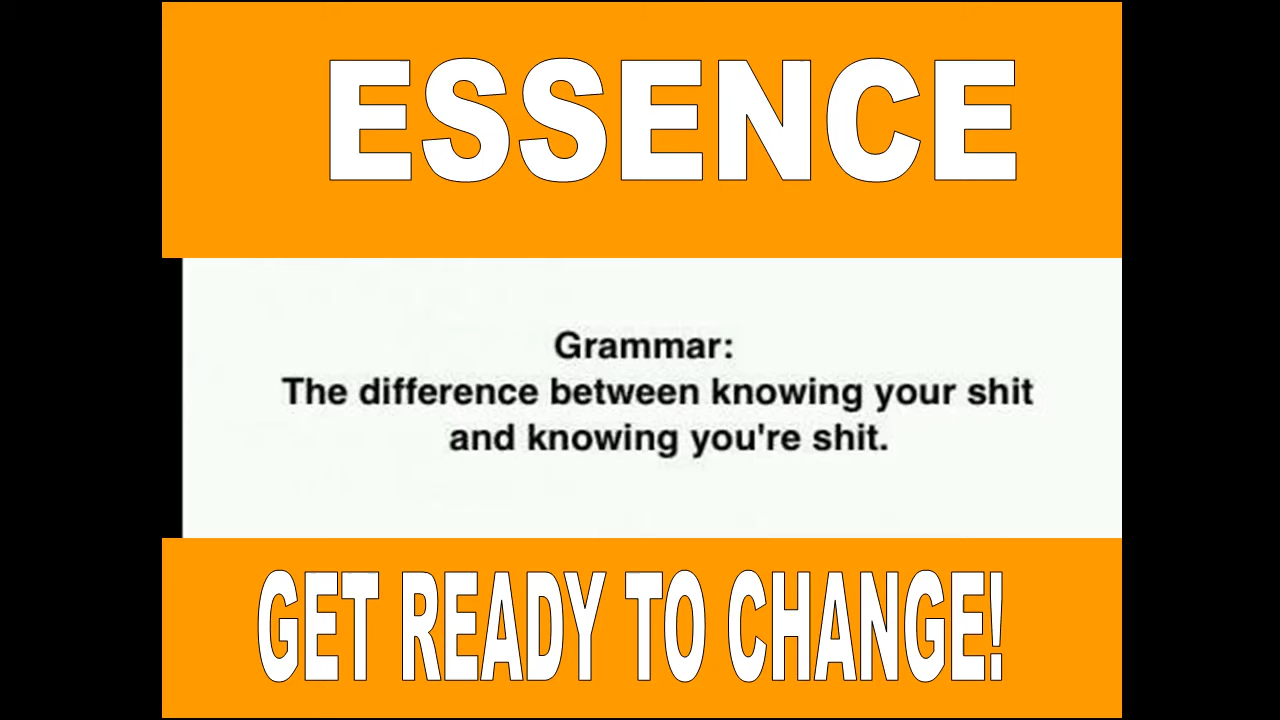 ESSENCE
Grammar:
The difference between knowing your shit
and knowing you're shit.
GET READY TO CHANGE!